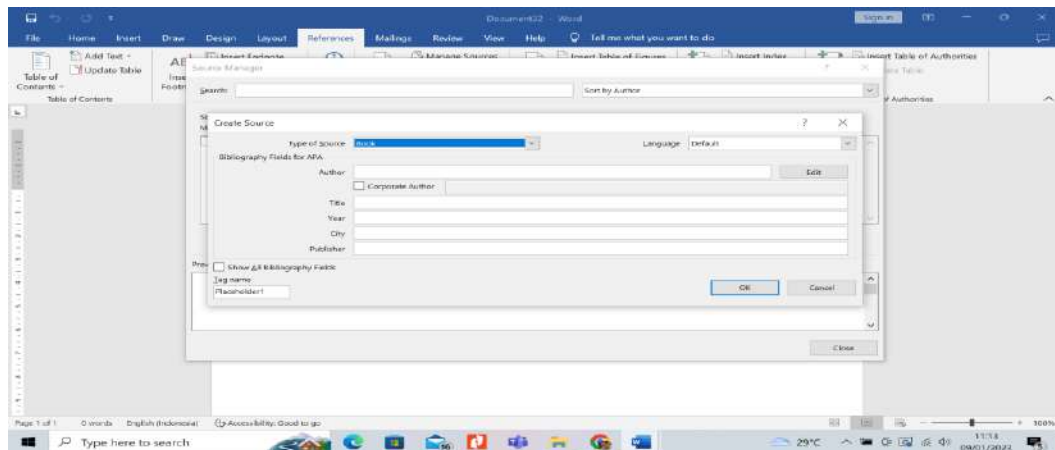 Document22 - Word
Sign in
File Home Insert Draw Design Layout References Mailings Review View Help Tell me what you want to do
Add Text
Insert Endnote
Manage Sources
Insert Table of Figures
Insert Index
Insert Table of Authorities
Update Table
Table of Contents
Table of Contents
Source Manager ? ×
Search:
Sort by Author
Create Source ? ×
Type of Source Book
Language Default
Bibliography Fields for APA
Author
Edit
Corporate Author
Title
Year
City
Publisher
Show All Bibliography Fields
Tag name
Placeholder1
OK Cancel
Close
Page 1 of 1 0 words English (Indonesia) Accessibility: Good to go
100%
Type here to search
29°C
11:14
09/01/2023